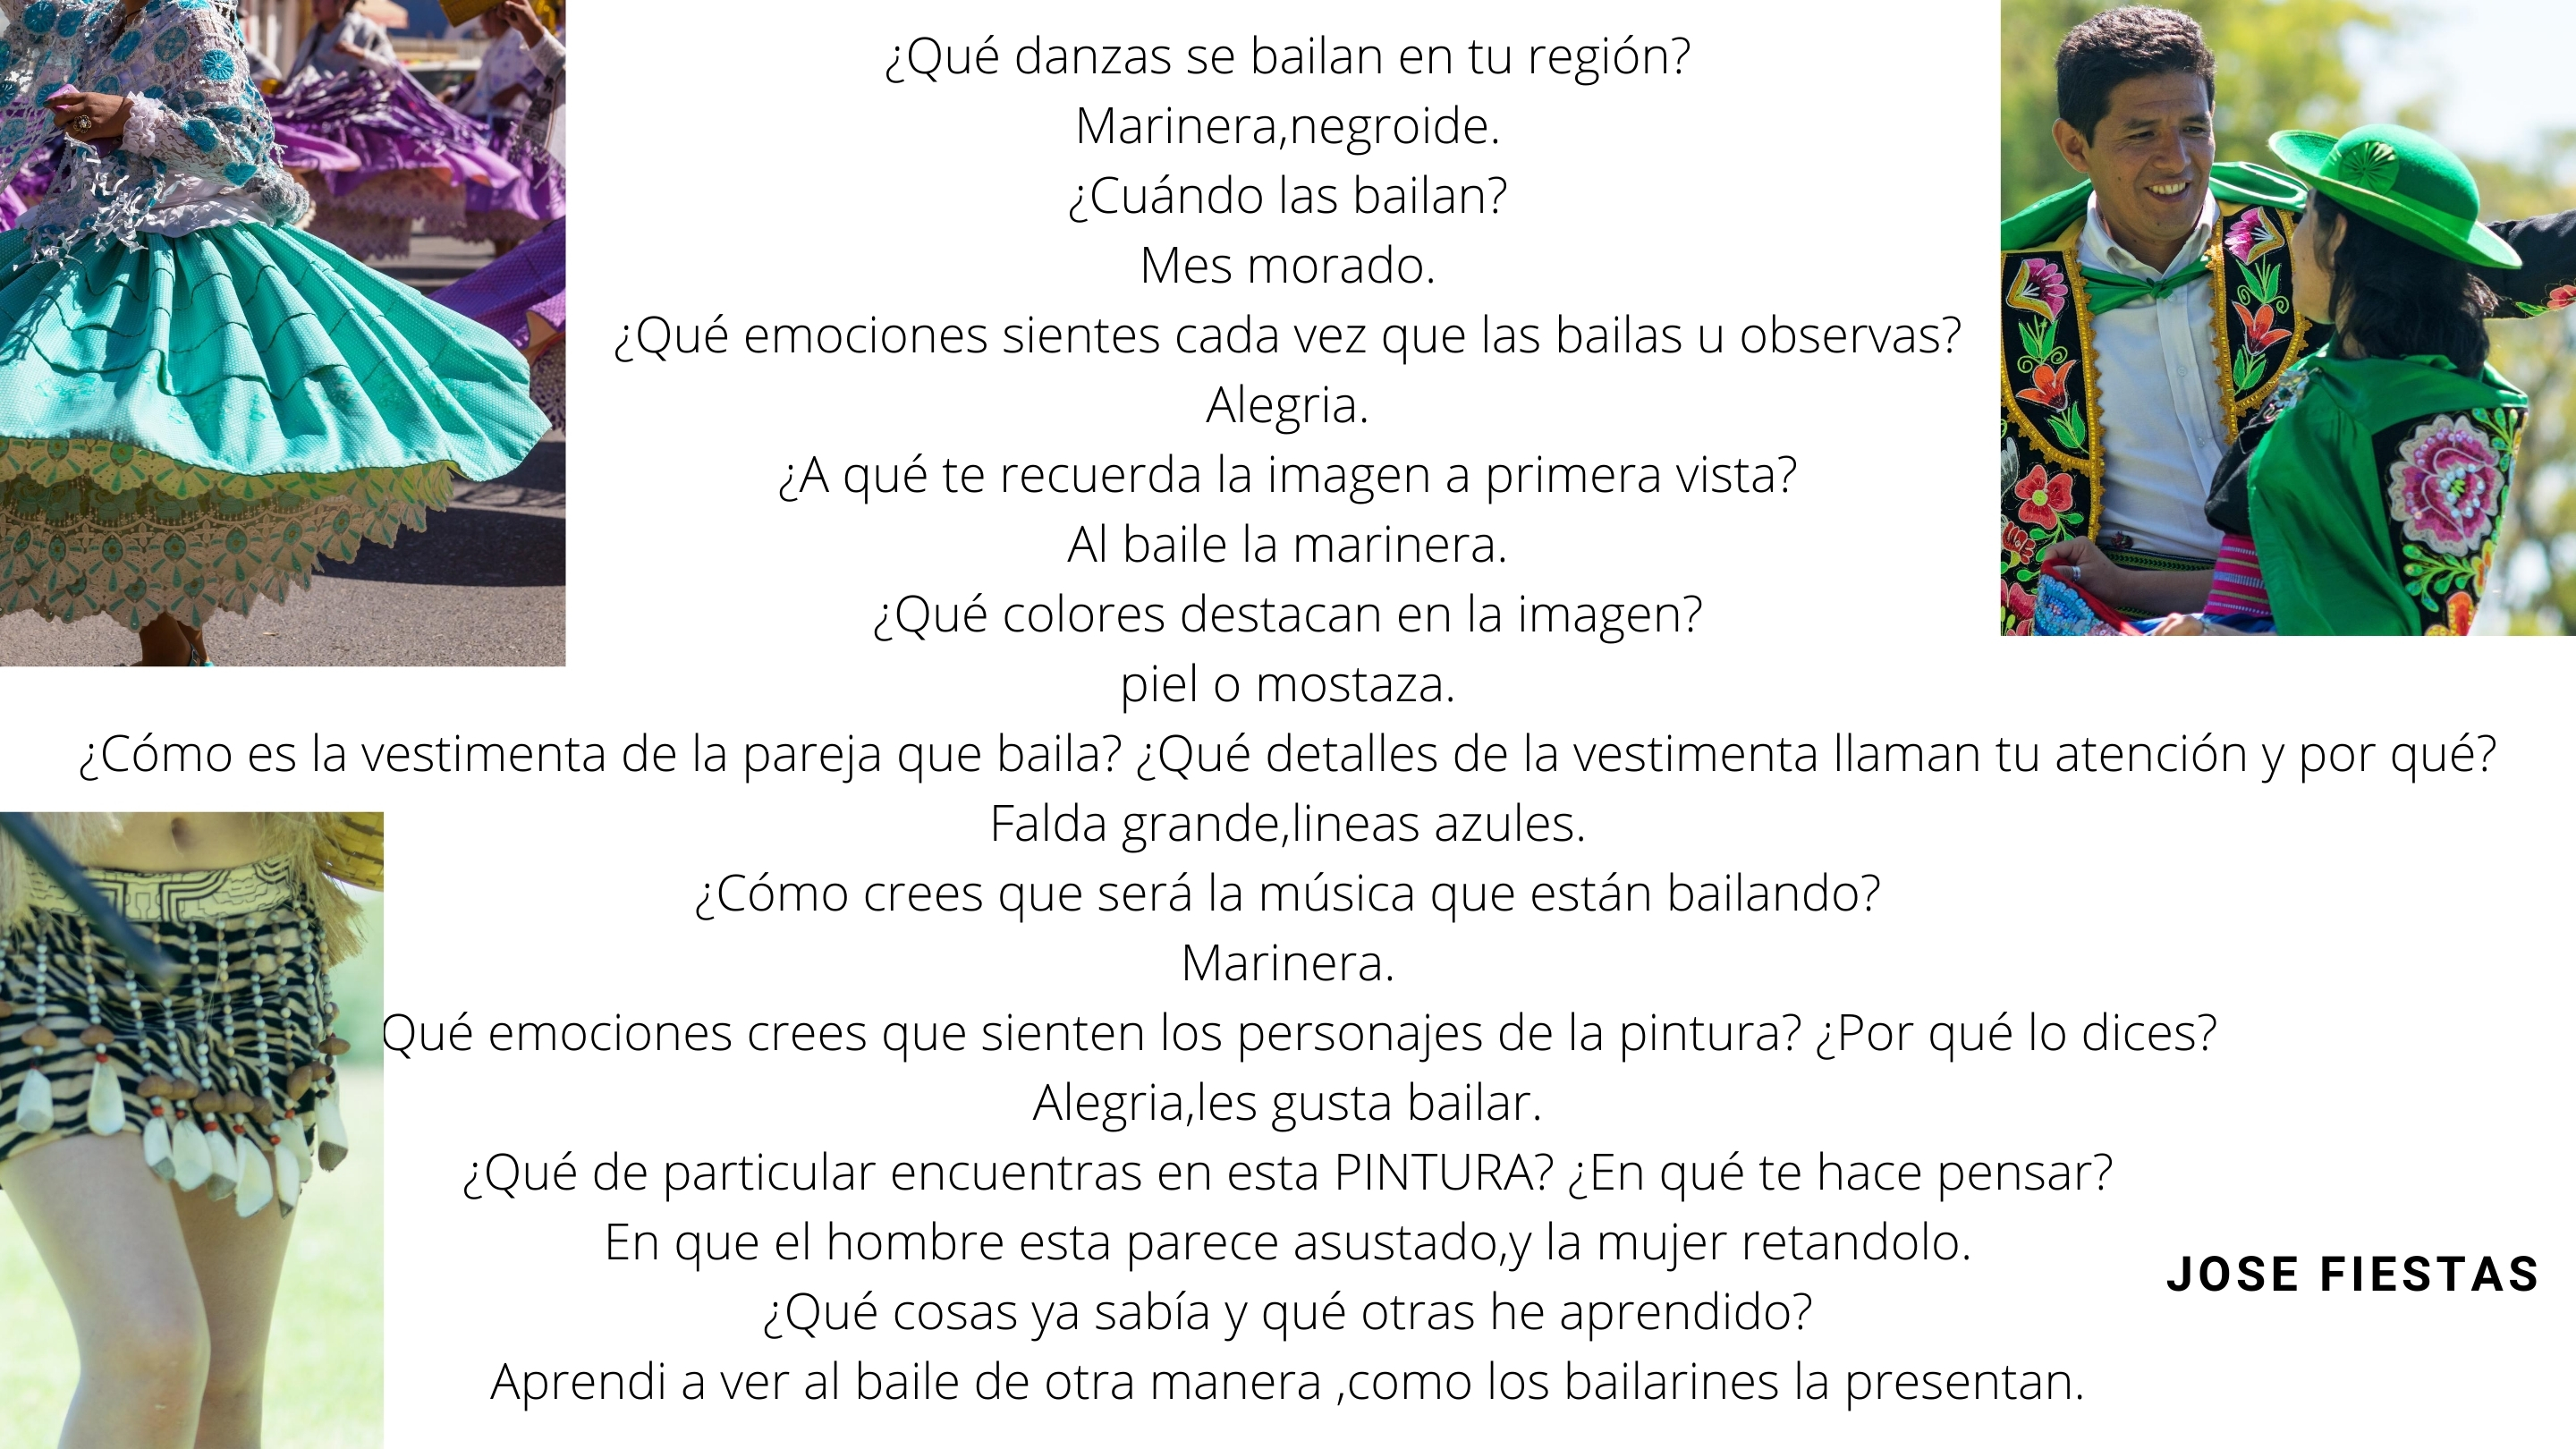 ¿Qué danzas se bailan en tu región?
Marinera,negroide.
¿Cuándo las bailan?
Mes morado.
¿Qué emociones sientes cada vez que las bailas u observas?
Alegria.
¿A qué te recuerda la imagen a primera vista?
Al baile la marinera.
¿Qué colores destacan en la imagen?
piel o mostaza.
¿Cómo es la vestimenta de la pareja que baila? ¿Qué detalles de la vestimenta llaman tu atención y por qué?
Falda grande,lineas azules.
¿Cómo crees que será la música que están bailando?
Marinera.
Qué emociones crees que sienten los personajes de la pintura? ¿Por qué lo dices?
Alegria,les gusta bailar.
¿Qué de particular encuentras en esta PINTURA? ¿En qué te hace pensar?
En que el hombre esta parece asustado,y la mujer retandolo.
¿Qué cosas ya sabía y qué otras he aprendido?
Aprendi a ver al baile de otra manera ,como los bailarines la presentan.
JOSE FIESTAS